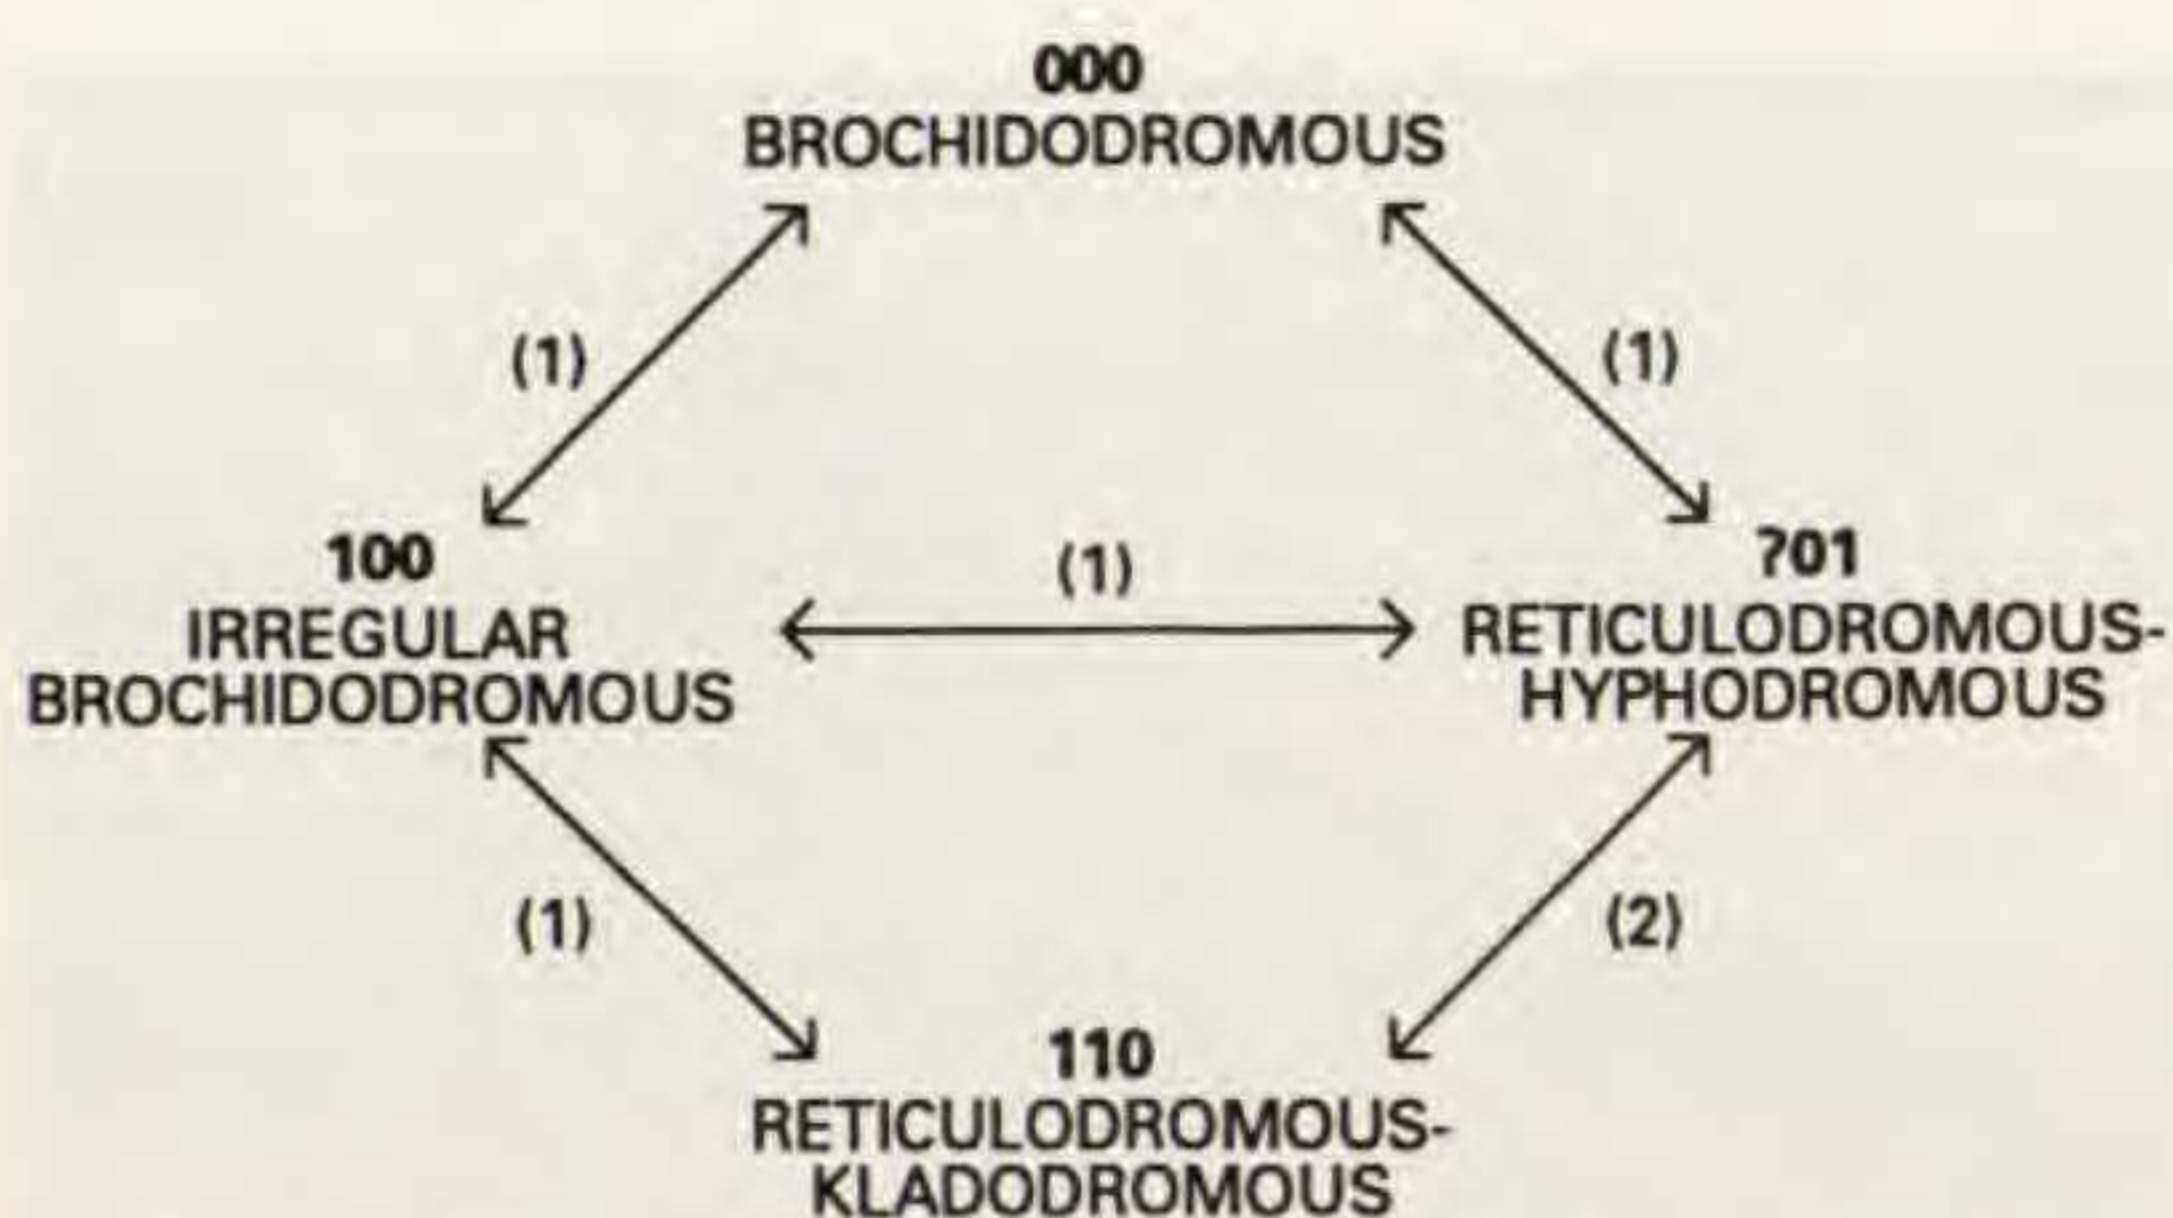 000
BROCHIDODROMOUS
(1)
(1)
100
IRREGULAR
BROCHIDODROMOUS
(1)
?01
RETICULODROMOUS-
HYPHODROMOUS
(1)
(2)
110
RETICULODROMOUS-
KLADODROMOUS